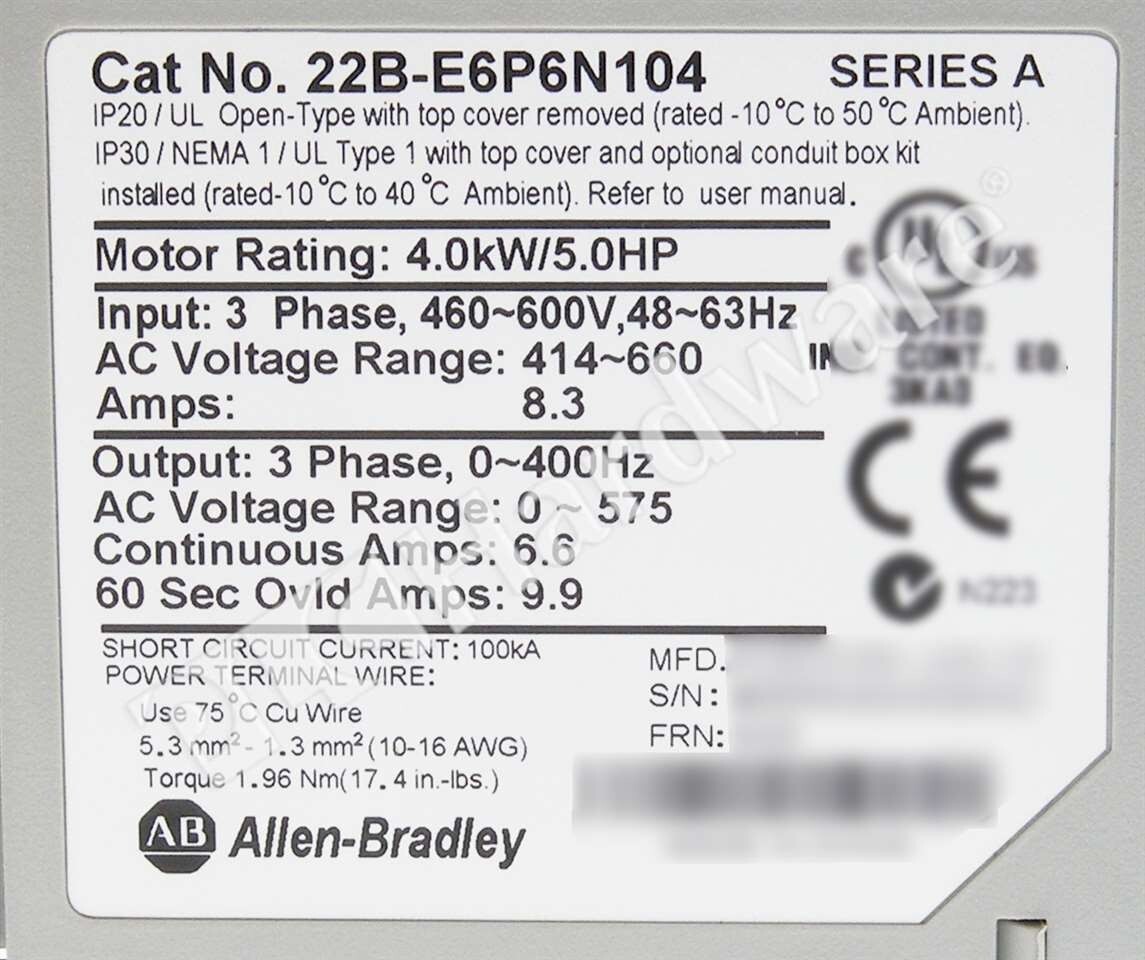 Cat No. 22B-E6P6N104 SERIES A
IP20 / UL Open-Type with top cover removed (rated -10°C to 50°C Ambient).
IP30 / NEMA 1 / UL Type 1 with top cover and optional conduit box kit
installed (rated-10°C to 40°C Ambient). Refer to user manual.
Motor Rating: 4.0kW/5.0HP
Input: 3 Phase, 460~600V,48~63Hz
AC Voltage Range: 414~660
Amps: 8.3
CONT. EQ.
Output: 3 Phase, 0~400Hz
AC Voltage Range: 0 ~ 575
Continuous Amps: 6.6
60 Sec Ovld Amps: 9.9
CE
N223
SHORT CIRCUIT CURRENT: 100kA
POWER TERMINAL WIRE:
Use 75°C Cu Wire
5.3 mm²- 1.3 mm² (10-16 AWG)
Torque 1.96 Nm(17.4 in.-lbs.)
MFD.
S/N :
FRN:
AB Allen-Bradley
PLCHardware®